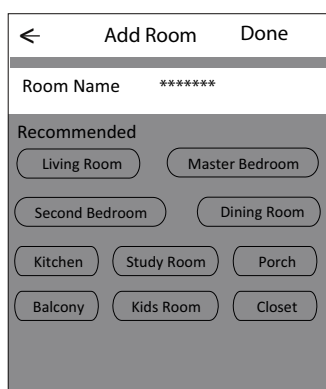 ← Add Room Done
Room Name *******
Recommended
Living Room Master Bedroom
Second Bedroom Dining Room
Kitchen Study Room Porch
Balcony Kids Room Closet